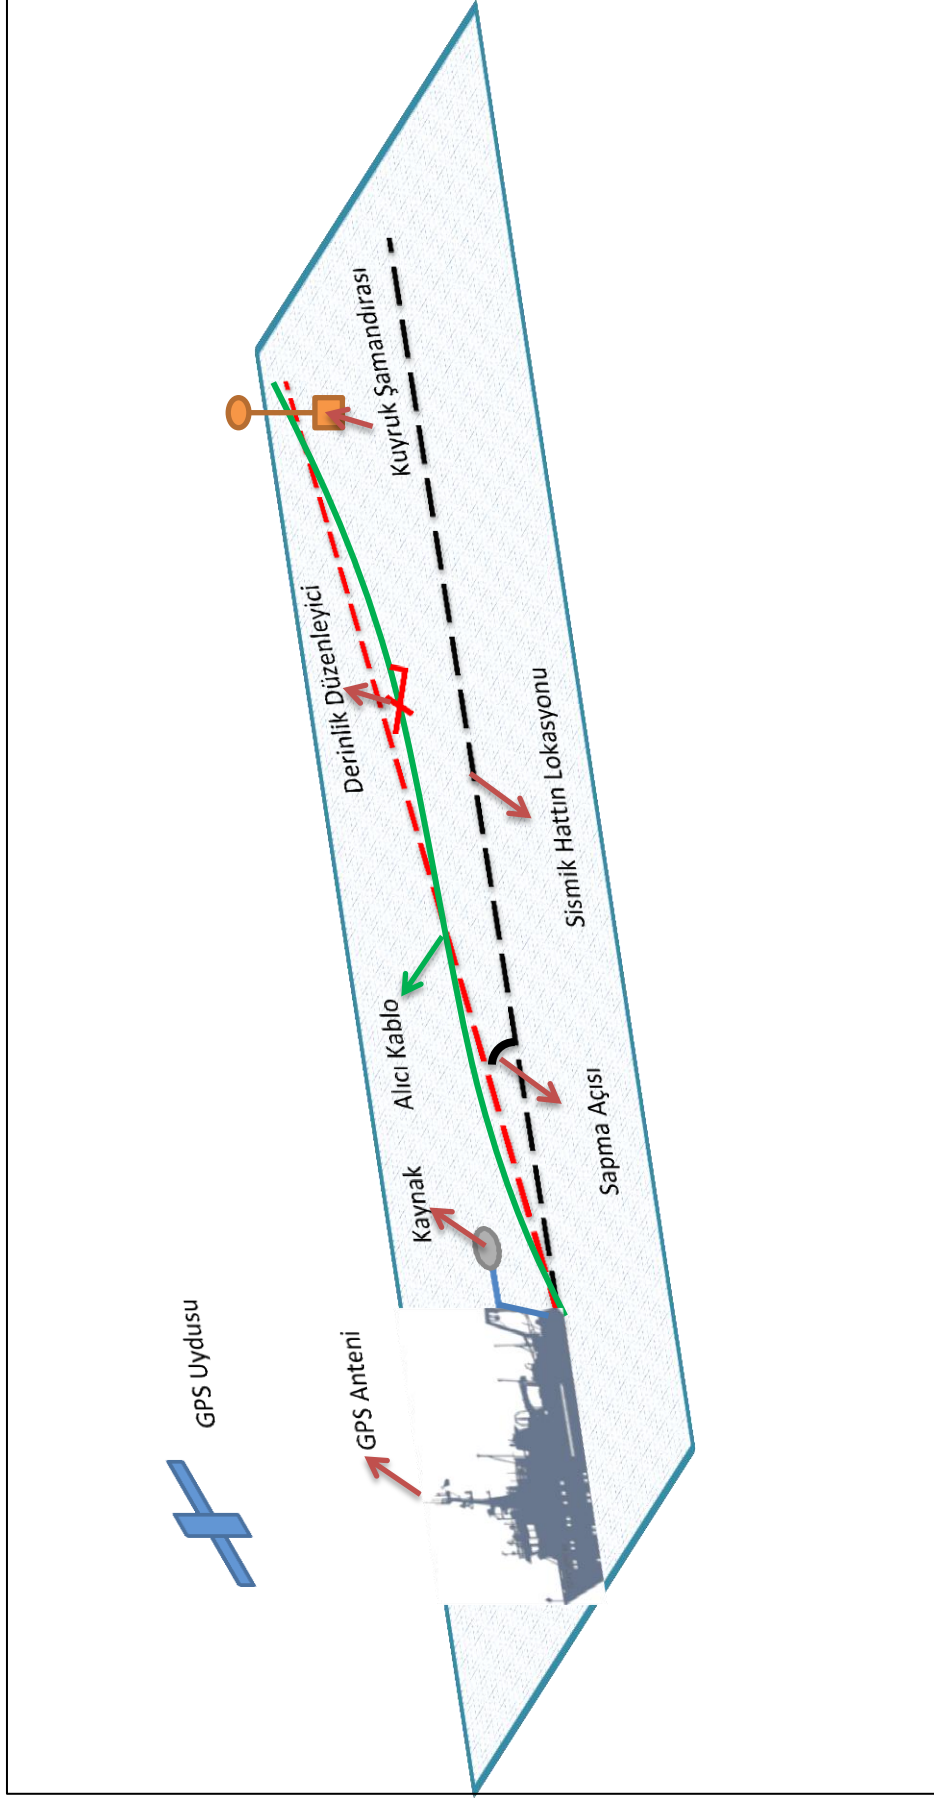 GPS Uydusu
GPS Anteni
Kaynak
Alıcı Kablo
Derinlik Düzenleyici
Kuyruk Şamandırası
Sapma Açısı
Sismik Hattın Lokasyonu